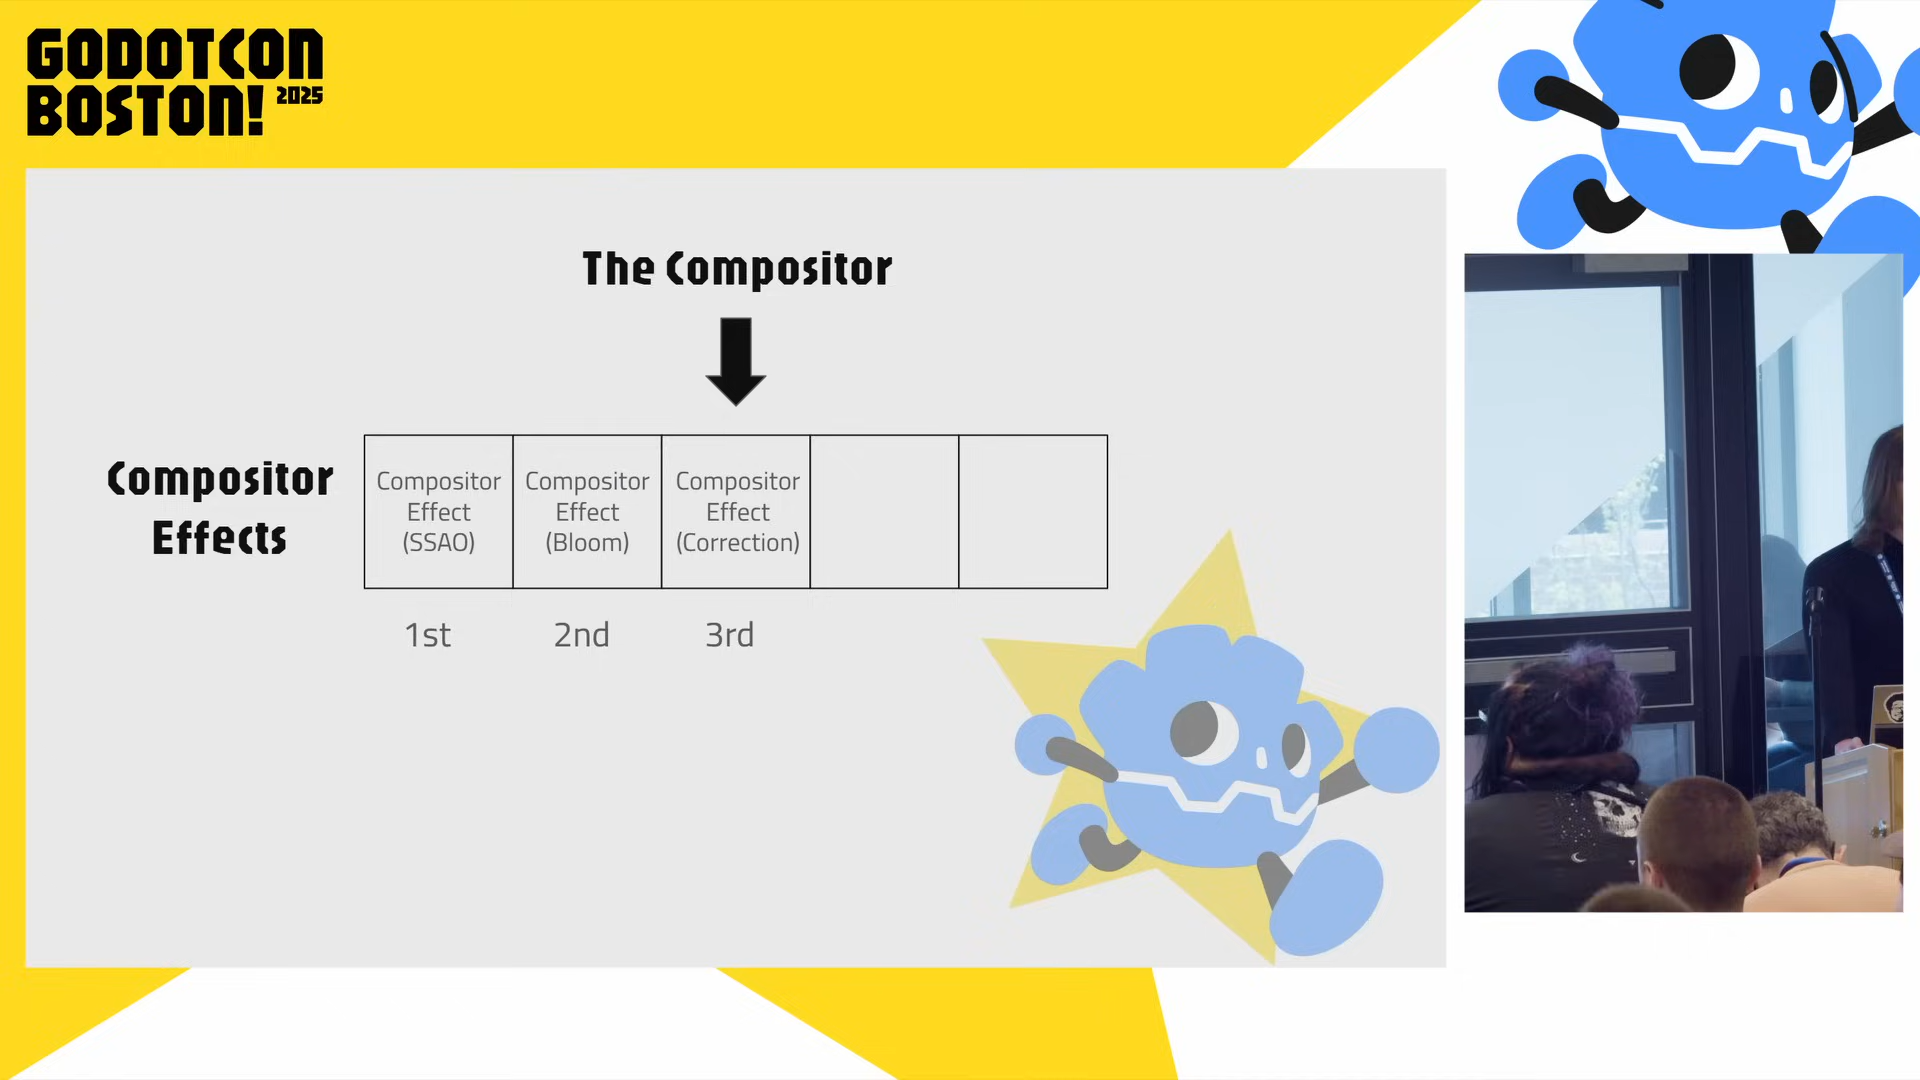 GODOTCON
BOSTON! 2025
The Compositor
Compositor
Effects
Compositor
Effect
(SSAO)
Compositor
Effect
(Bloom)
Compositor
Effect
(Correction)
1st
2nd
3rd